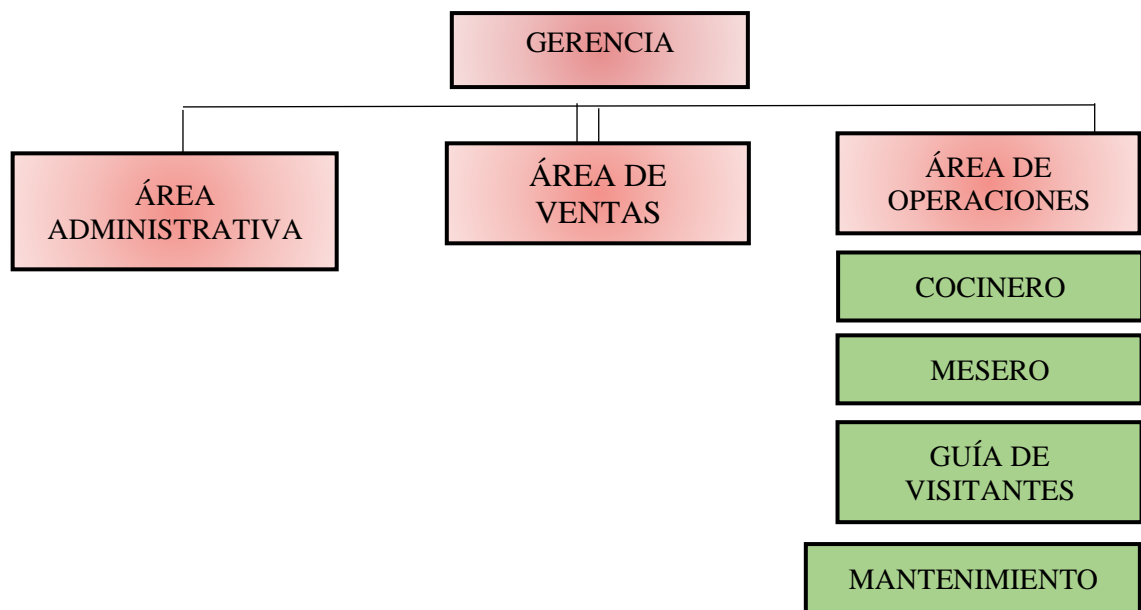 GERENCIA
ÁREA
ADMINISTRATIVA
ÁREA DE
VENTAS
ÁREA DE
OPERACIONES
COCINERO
MESERO
GUÍA DE
VISITANTES
MANTENIMIENTO